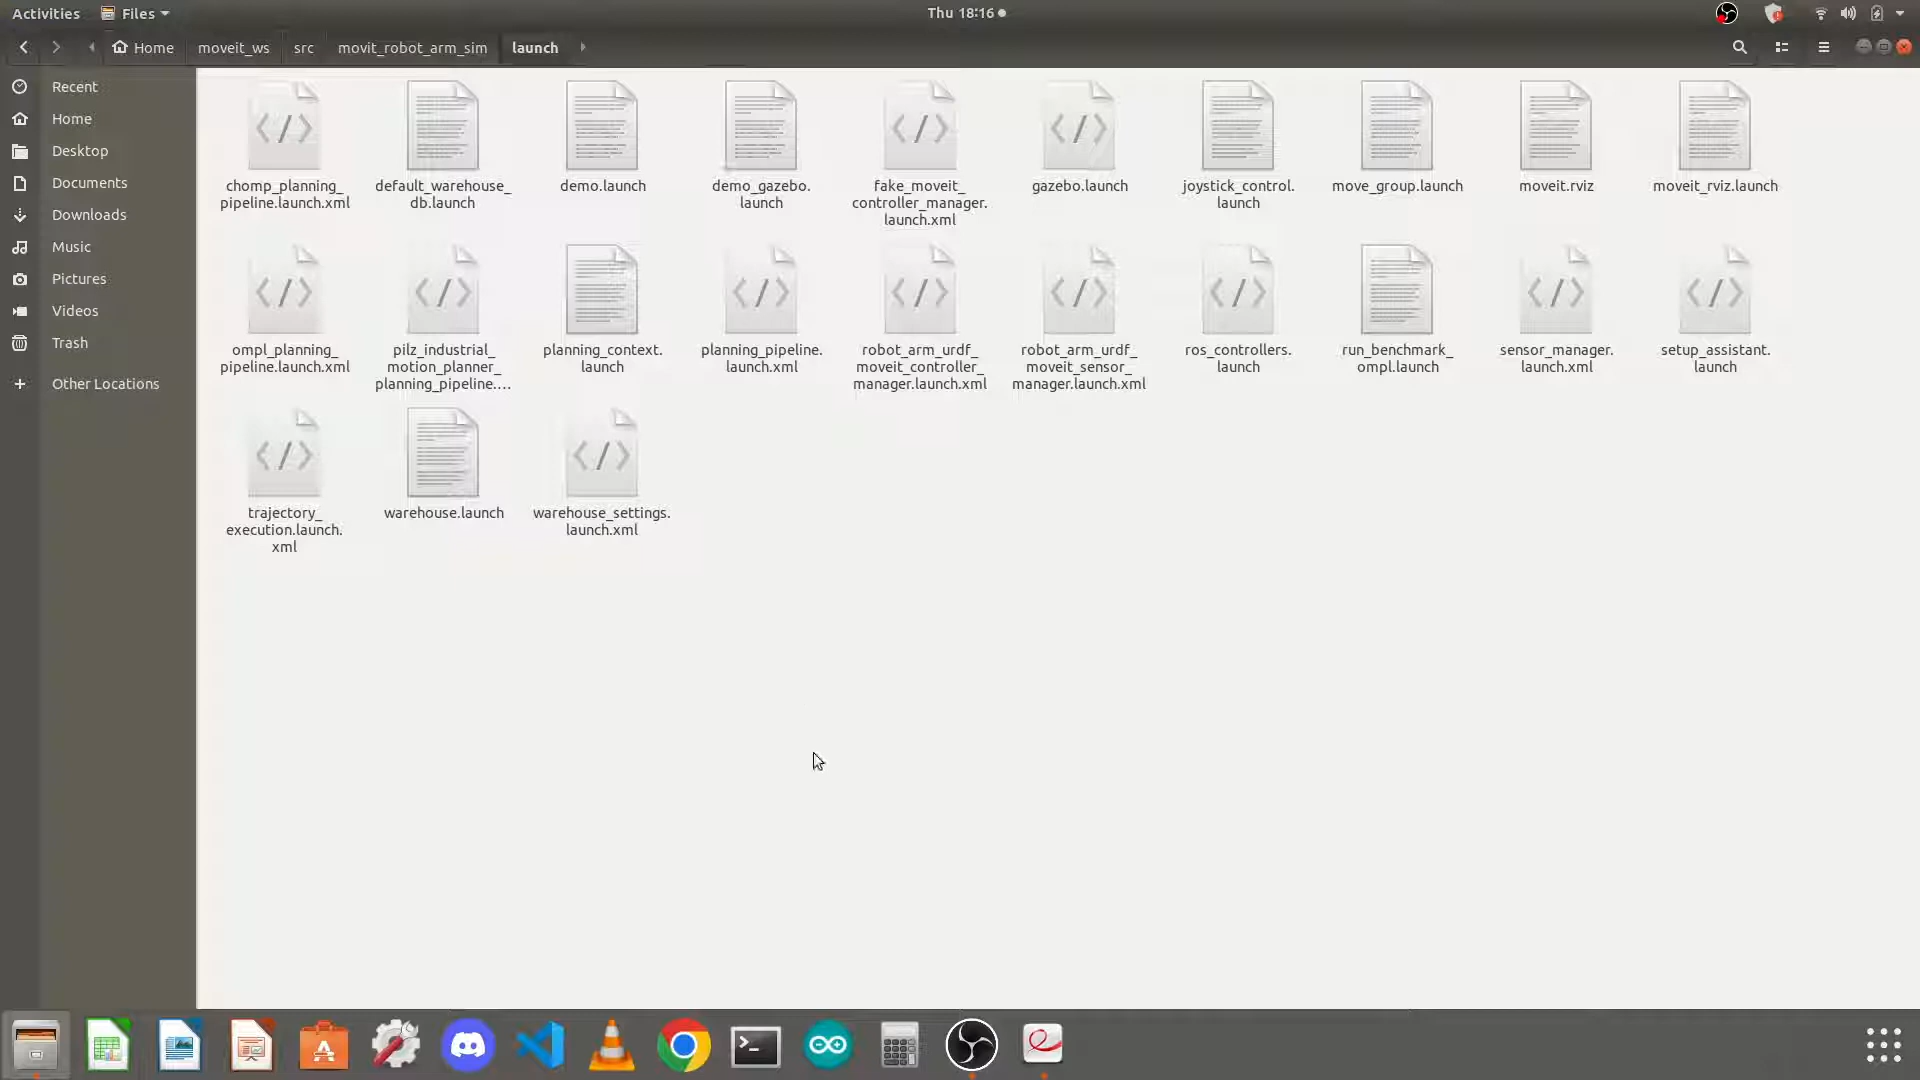 Activities Files Thu 18:16
Home moveit_ws src movit_robot_arm_sim launch
Recent
Home
Desktop
Documents
Downloads
Music
Pictures
Videos
Trash
Other Locations
chomp_planning_
pipeline.launch.xml
default_warehouse_
db.launch
demo.launch
demo_gazebo.
launch
fake_moveit_
controller_manager.
launch.xml
gazebo.launch
joystick_control.
launch
move_group.launch
moveit.rviz
moveit_rviz.launch
ompl_planning_
pipeline.launch.xml
pilz_industrial_
motion_planner_
planning_pipeline.…
planning_context.
launch
planning_pipeline.
launch.xml
robot_arm_urdf_
moveit_controller_
manager.launch.xml
robot_arm_urdf_
moveit_sensor_
manager.launch.xml
ros_controllers.
launch
run_benchmark_
ompl.launch
sensor_manager.
launch.xml
setup_assistant.
launch
trajectory_
execution.launch.
xml
warehouse.launch
warehouse_settings.
launch.xml